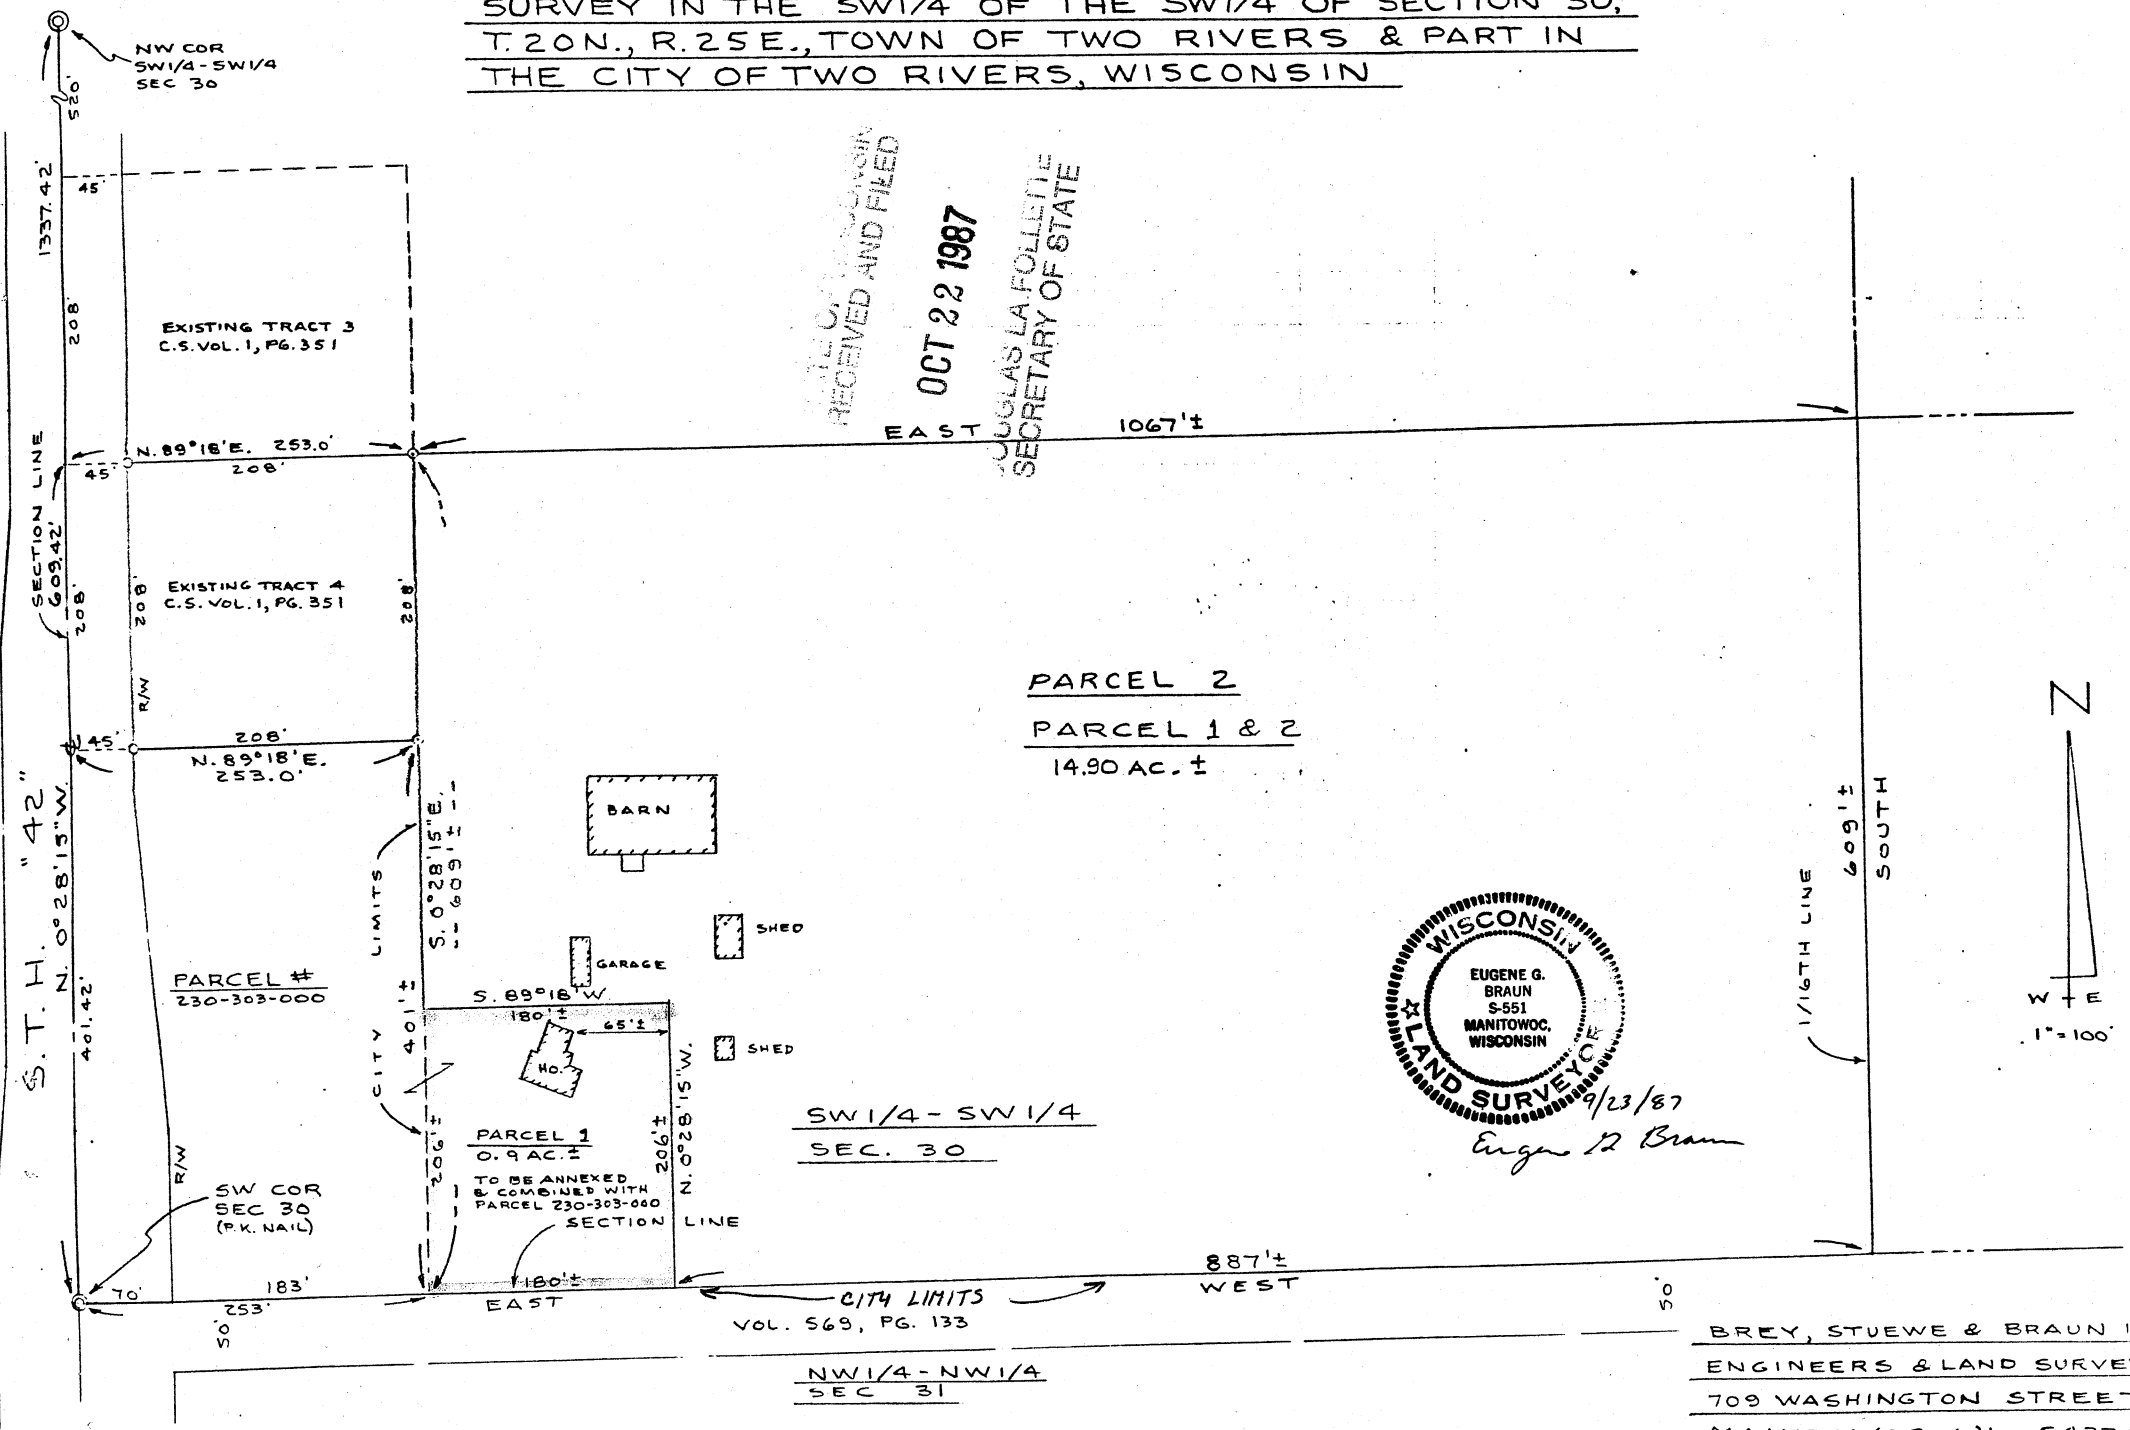 SURVEY IN THE SW1/4 OF THE SW1/4 OF SECTION 30,
T.20N., R.25E., TOWN OF TWO RIVERS & PART IN
THE CITY OF TWO RIVERS, WISCONSIN
NW COR
SW1/4-SW1/4
SEC 30
520'
1337.42'
45'
208'
EXISTING TRACT 3
C.S.VOL.1, PG.351
RECEIVED AND FILED
OCT 22 1987
DOUGLAS LA FOLLETTE
SECRETARY OF STATE
EAST 1067'±
N.89°18'E. 253.0'
45'
208'
SECTION LINE
609.42'
208'
208'
EXISTING TRACT 4
C.S.VOL.1, PG.351
208'
R/W
45'
208'
N.89°18'E.
253.0'
PARCEL 2
PARCEL 1 & 2
14.90 AC.±
S.T.H. "42"
N. 0°28'15"W.
401.42'
PARCEL #
230-303-000
CITY LIMITS
S. 0°28'15"E.
609'±
401'±
BARN
SHED
GARAGE
S. 89°18'W.
180'±
65'±
HO.
SHED
206'±
PARCEL 1
0.9 AC.±
TO BE ANNEXED
& COMBINED WITH
PARCEL 230-303-000
SECTION LINE
206'±
N. 0°28'15"W.
SW1/4-SW1/4
SEC. 30
WISCONSIN
EUGENE G.
BRAUN
S-551
MANITOWOC,
WISCONSIN
LAND SURVEYOR
9/23/87
Eugene G Braun
609'±
SOUTH
1/16TH LINE
N
W E
1"=100'
R/W
SW COR
SEC 30
(P.K. NAIL)
70'
183'
253'
50'
180'±
EAST
887'±
WEST
CITY LIMITS
VOL. 569, PG. 133
50'
NW1/4-NW1/4
SEC 31
BREY, STUEWE & BRAUN
ENGINEERS & LAND SURVE
709 WASHINGTON STREE